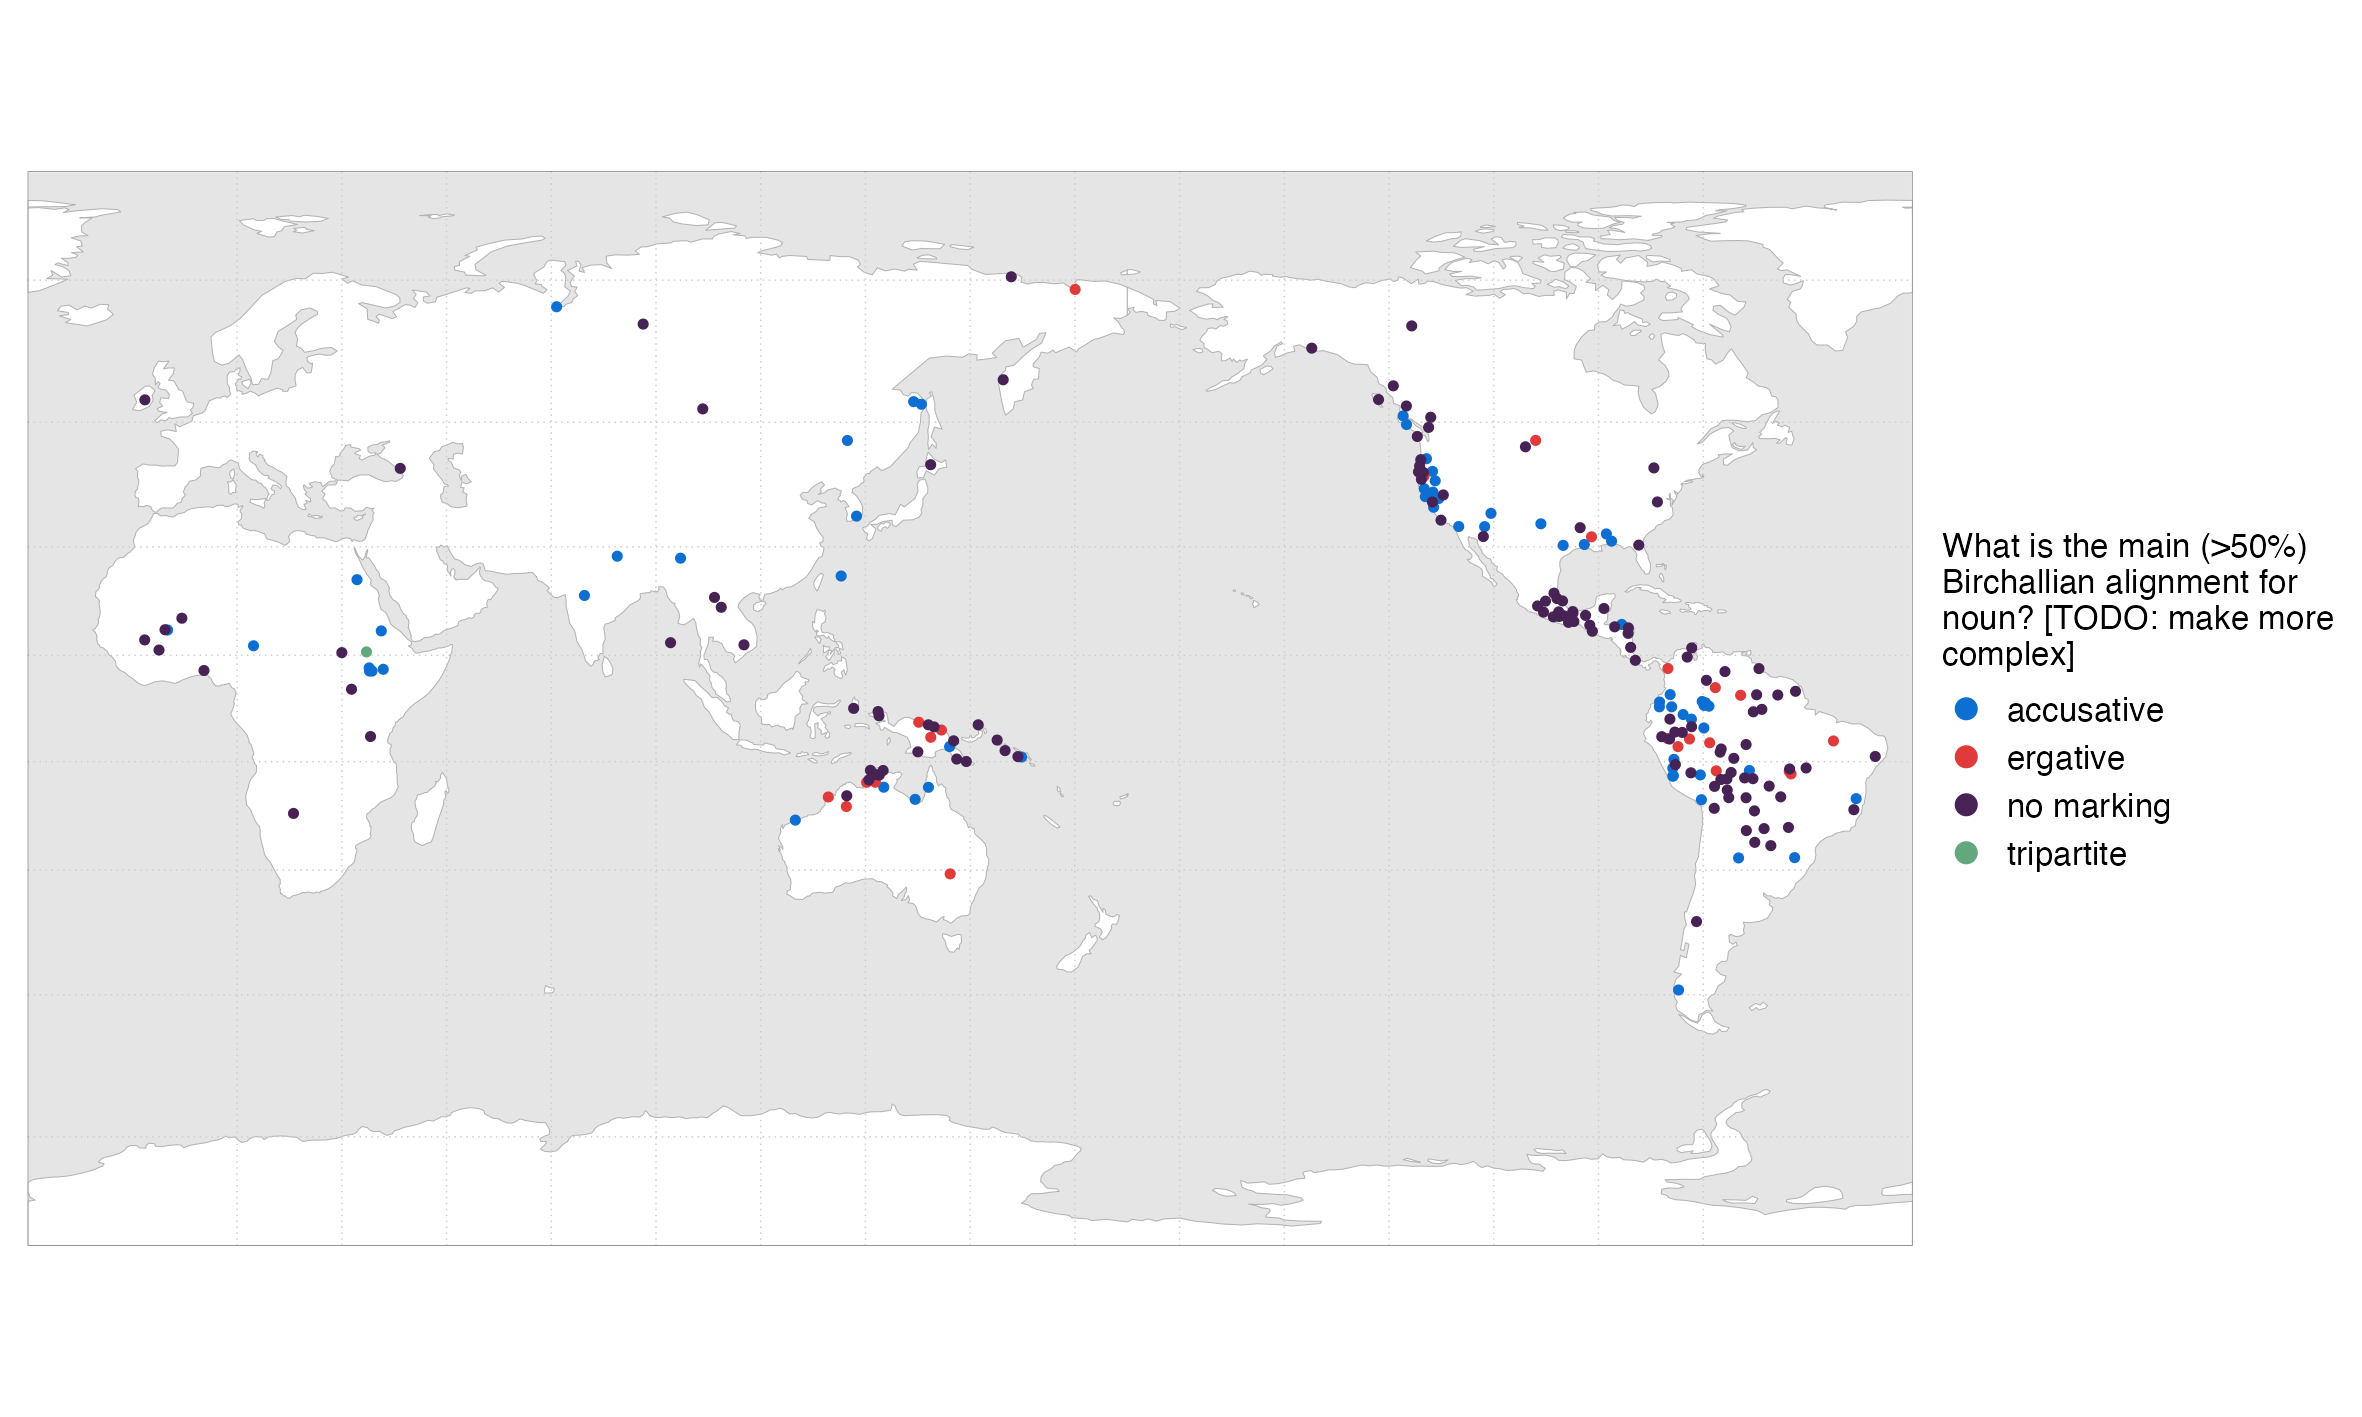 What is the main (>50%)
Birchallian alignment for
noun? [TODO: make more
complex]
accusative
ergative
no marking
tripartite